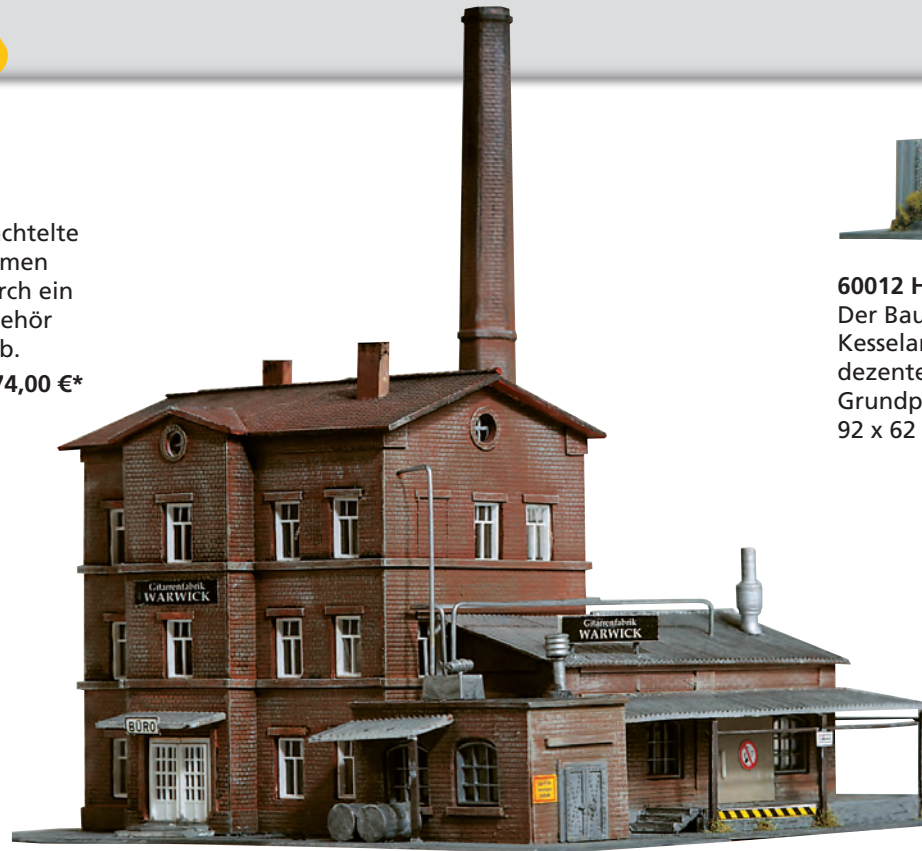 chtelte
men
rch ein
ehör
b.
74,00 €*
60012 H
Der Bau
Kesselan
dezente
Grundp
92 x 62
Gitarrenfabrik
WARWICK
Gitarrenfabrik
WARWICK
BÜRO